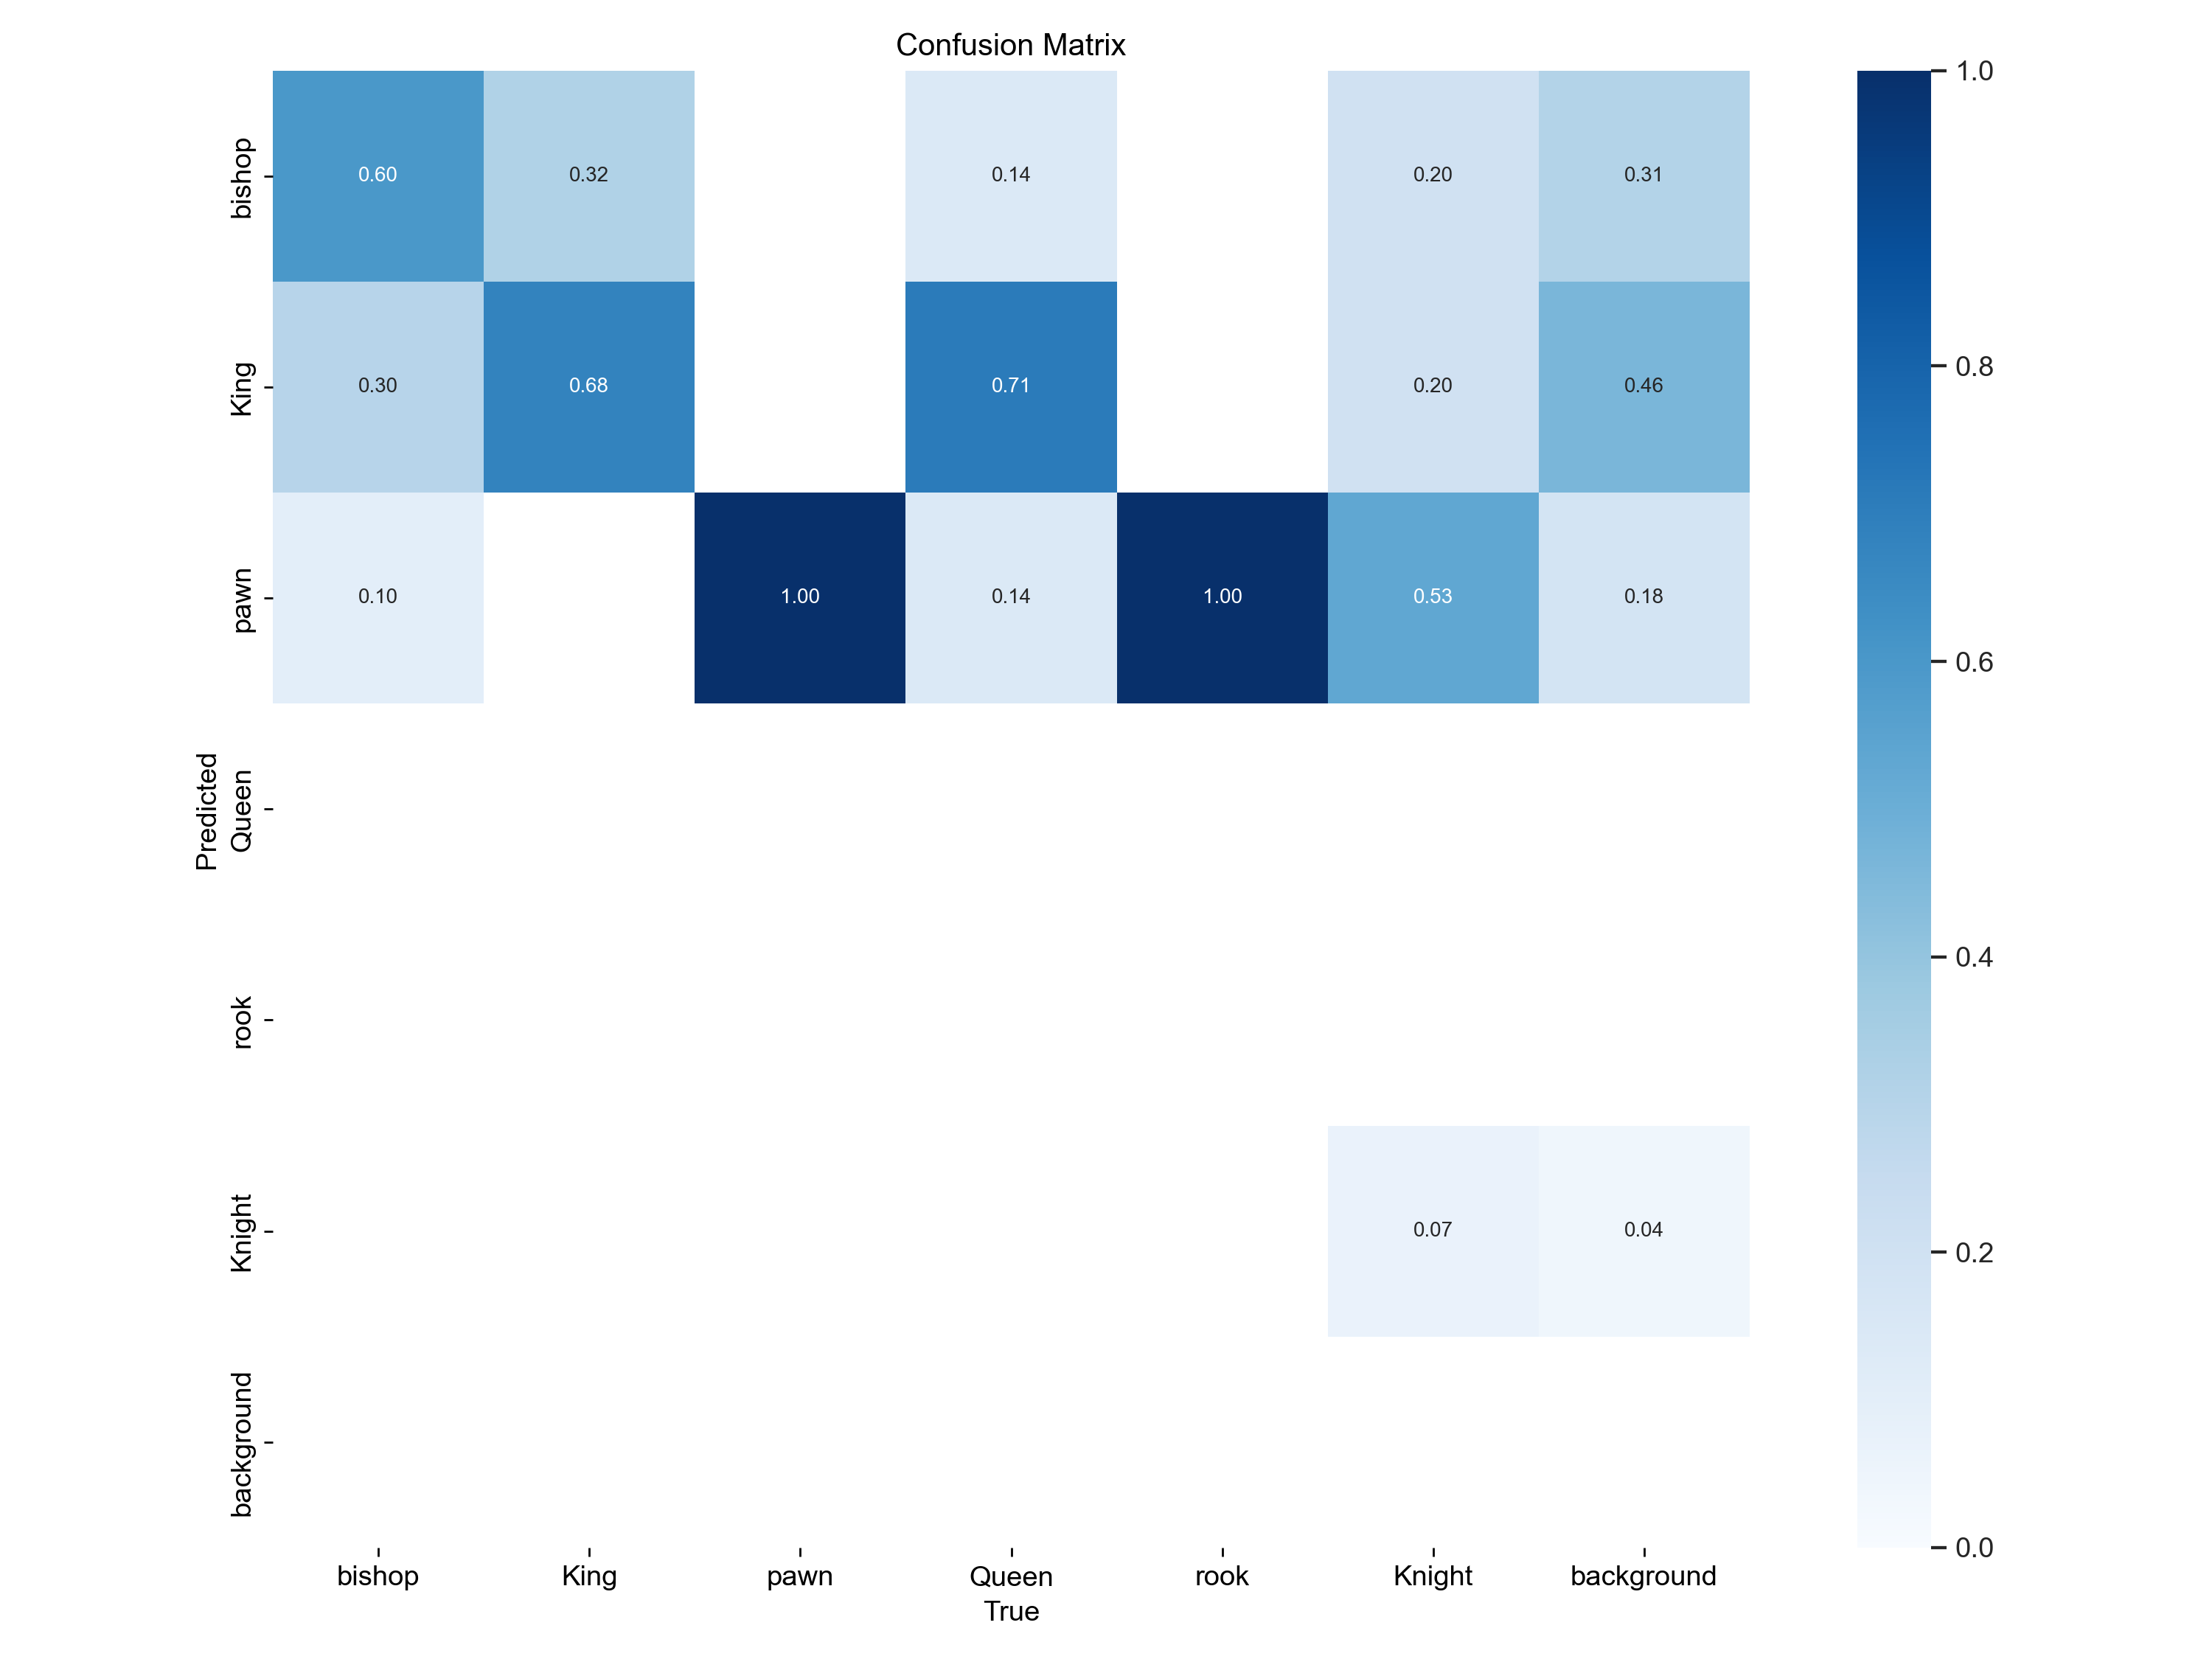 Confusion Matrix
bishop
0.60
0.32
0.14
0.20
0.31
King
0.30
0.68
0.71
0.20
0.46
pawn
0.10
1.00
0.14
1.00
0.53
0.18
Predicted
Queen
rook
Knight
0.07
0.04
background
bishop
King
pawn
Queen
rook
Knight
background
True
1.0
0.8
0.6
0.4
0.2
0.0